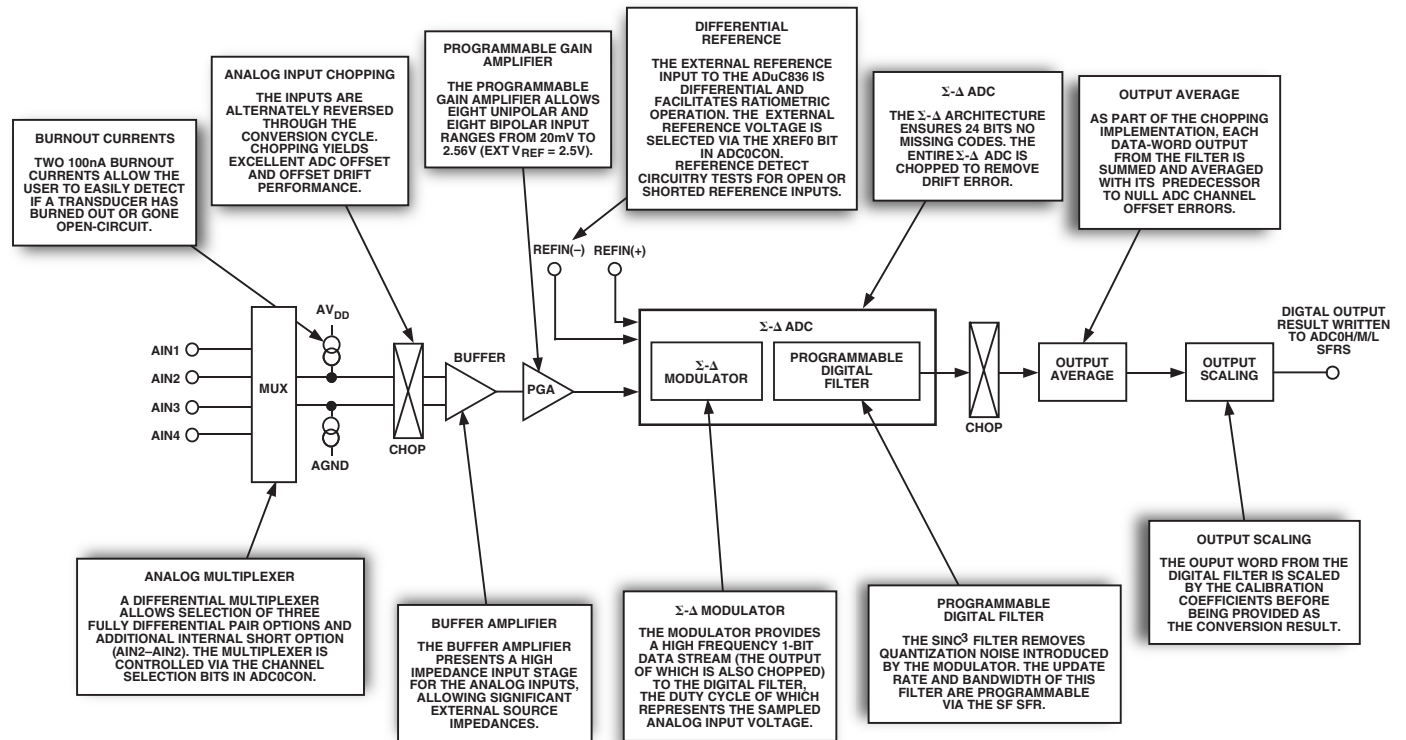 DIFFERENTIAL
REFERENCE
THE EXTERNAL REFERENCE
INPUT TO THE ADuC836 IS
DIFFERENTIAL AND
FACILITATES RATIOMETRIC
OPERATION. THE EXTERNAL
REFERENCE VOLTAGE IS
SELECTED VIA THE XREF0 BIT
IN ADC0CON.
REFERENCE DETECT
CIRCUITRY TESTS FOR OPEN OR
SHORTED REFERENCE INPUTS.
PROGRAMMABLE GAIN
AMPLIFIER
THE PROGRAMMABLE
GAIN AMPLIFIER ALLOWS
EIGHT UNIPOLAR AND
EIGHT BIPOLAR INPUT
RANGES FROM 20mV TO
2.56V (EXT VREF = 2.5V).
ANALOG INPUT CHOPPING
THE INPUTS ARE
ALTERNATELY REVERSED
THROUGH THE
CONVERSION CYCLE.
CHOPPING YIELDS
EXCELLENT ADC OFFSET
AND OFFSET DRIFT
PERFORMANCE.
BURNOUT CURRENTS
TWO 100nA BURNOUT
CURRENTS ALLOW THE
USER TO EASILY DETECT
IF A TRANSDUCER HAS
BURNED OUT OR GONE
OPEN-CIRCUIT.
Σ-Δ ADC
THE Σ-Δ ARCHITECTURE
ENSURES 24 BITS NO
MISSING CODES. THE
ENTIRE Σ-Δ ADC IS
CHOPPED TO REMOVE
DRIFT ERROR.
OUTPUT AVERAGE
AS PART OF THE CHOPPING
IMPLEMENTATION, EACH
DATA-WORD OUTPUT
FROM THE FILTER IS
SUMMED AND AVERAGED
WITH ITS PREDECESSOR
TO NULL ADC CHANNEL
OFFSET ERRORS.
REFIN(–) REFIN(+)
AVDD
AIN1
AIN2
AIN3
AIN4
MUX
AGND
CHOP
BUFFER
PGA
Σ-Δ ADC
Σ-Δ
MODULATOR
PROGRAMMABLE
DIGITAL
FILTER
CHOP
OUTPUT
AVERAGE
OUTPUT
SCALING
DIGTAL OUTPUT
RESULT WRITTEN
TO ADC0H/M/L
SFRS
ANALOG MULTIPLEXER
A DIFFERENTIAL MULTIPLEXER
ALLOWS SELECTION OF THREE
FULLY DIFFERENTIAL PAIR OPTIONS AND
ADDITIONAL INTERNAL SHORT OPTION
(AIN2–AIN2). THE MULTIPLEXER IS
CONTROLLED VIA THE CHANNEL
SELECTION BITS IN ADC0CON.
BUFFER AMPLIFIER
THE BUFFER AMPLIFIER
PRESENTS A HIGH
IMPEDANCE INPUT STAGE
FOR THE ANALOG INPUTS,
ALLOWING SIGNIFICANT
EXTERNAL SOURCE
IMPEDANCES.
Σ-Δ MODULATOR
THE MODULATOR PROVIDES
A HIGH FREQUENCY 1-BIT
DATA STREAM (THE OUTPUT
OF WHICH IS ALSO CHOPPED)
TO THE DIGITAL FILTER,
THE DUTY CYCLE OF WHICH
REPRESENTS THE SAMPLED
ANALOG INPUT VOLTAGE.
PROGRAMMABLE
DIGITAL FILTER
THE SINC3 FILTER REMOVES
QUANTIZATION NOISE INTRODUCED
BY THE MODULATOR. THE UPDATE
RATE AND BANDWIDTH OF THIS
FILTER ARE PROGRAMMABLE
VIA THE SF SFR.
OUTPUT SCALING
THE OUPUT WORD FROM THE
DIGITAL FILTER IS SCALED
BY THE CALIBRATION
COEFFICIENTS BEFORE
BEING PROVIDED AS
THE CONVERSION RESULT.